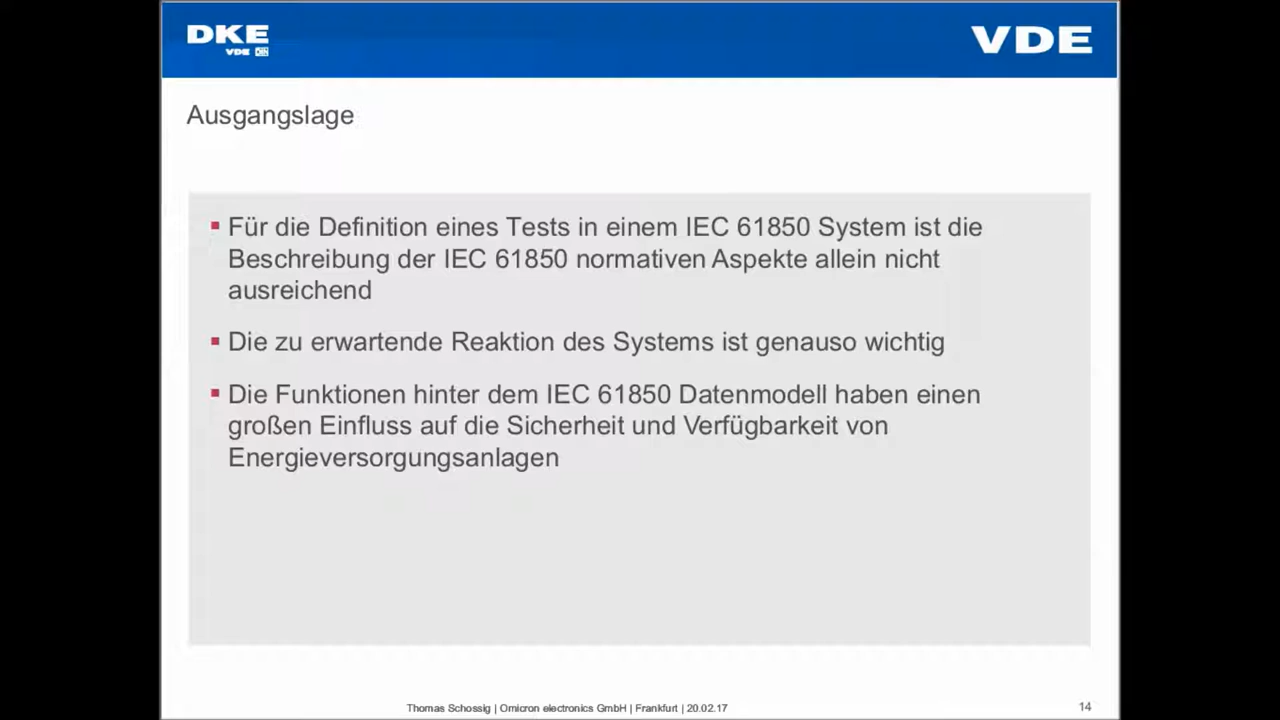 DKE
VDE DIN
VDE
Ausgangslage
Für die Definition eines Tests in einem IEC 61850 System ist die
Beschreibung der IEC 61850 normativen Aspekte allein nicht
ausreichend
Die zu erwartende Reaktion des Systems ist genauso wichtig
Die Funktionen hinter dem IEC 61850 Datenmodell haben einen
großen Einfluss auf die Sicherheit und Verfügbarkeit von
Energieversorgungsanlagen
Thomas Schossig | Omicron electronics GmbH | Frankfurt | 20.02.17
14